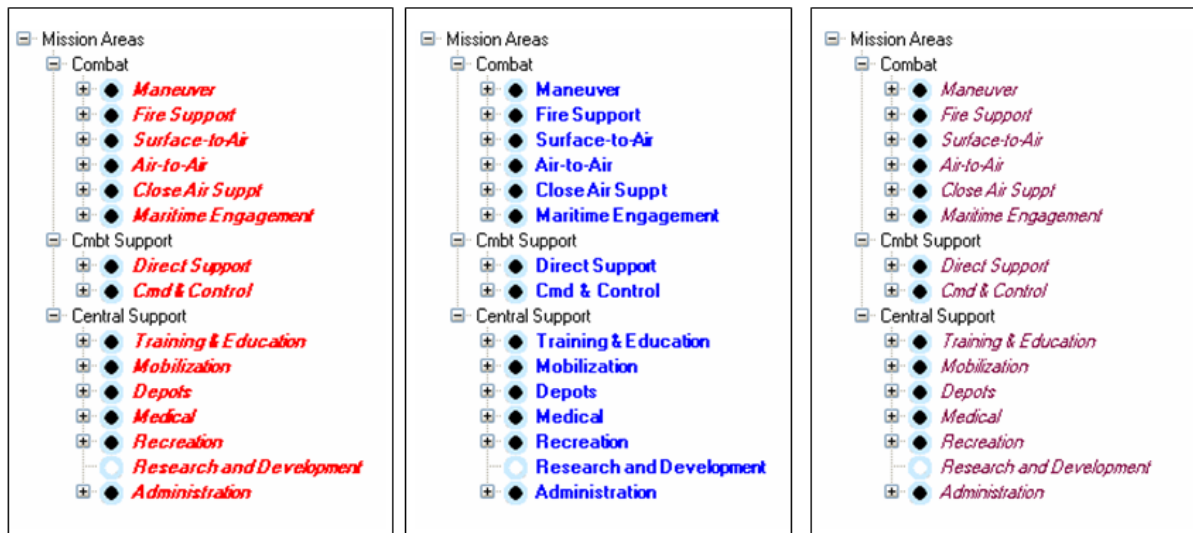 Mission Areas
Combat
Maneuver
Fire Support
Surface-to-Air
Air-to-Air
Close Air Suppt
Maritime Engagement
Cmbt Support
Direct Support
Cmd & Control
Central Support
Training & Education
Mobilization
Depots
Medical
Recreation
Research and Development
Administration
Mission Areas
Combat
Maneuver
Fire Support
Surface-to-Air
Air-to-Air
Close Air Suppt
Maritime Engagement
Cmbt Support
Direct Support
Cmd & Control
Central Support
Training & Education
Mobilization
Depots
Medical
Recreation
Research and Development
Administration
Mission Areas
Combat
Maneuver
Fire Support
Surface-to-Air
Air-to-Air
Close Air Suppt
Maritime Engagement
Cmbt Support
Direct Support
Cmd & Control
Central Support
Training & Education
Mobilization
Depots
Medical
Recreation
Research and Development
Administration